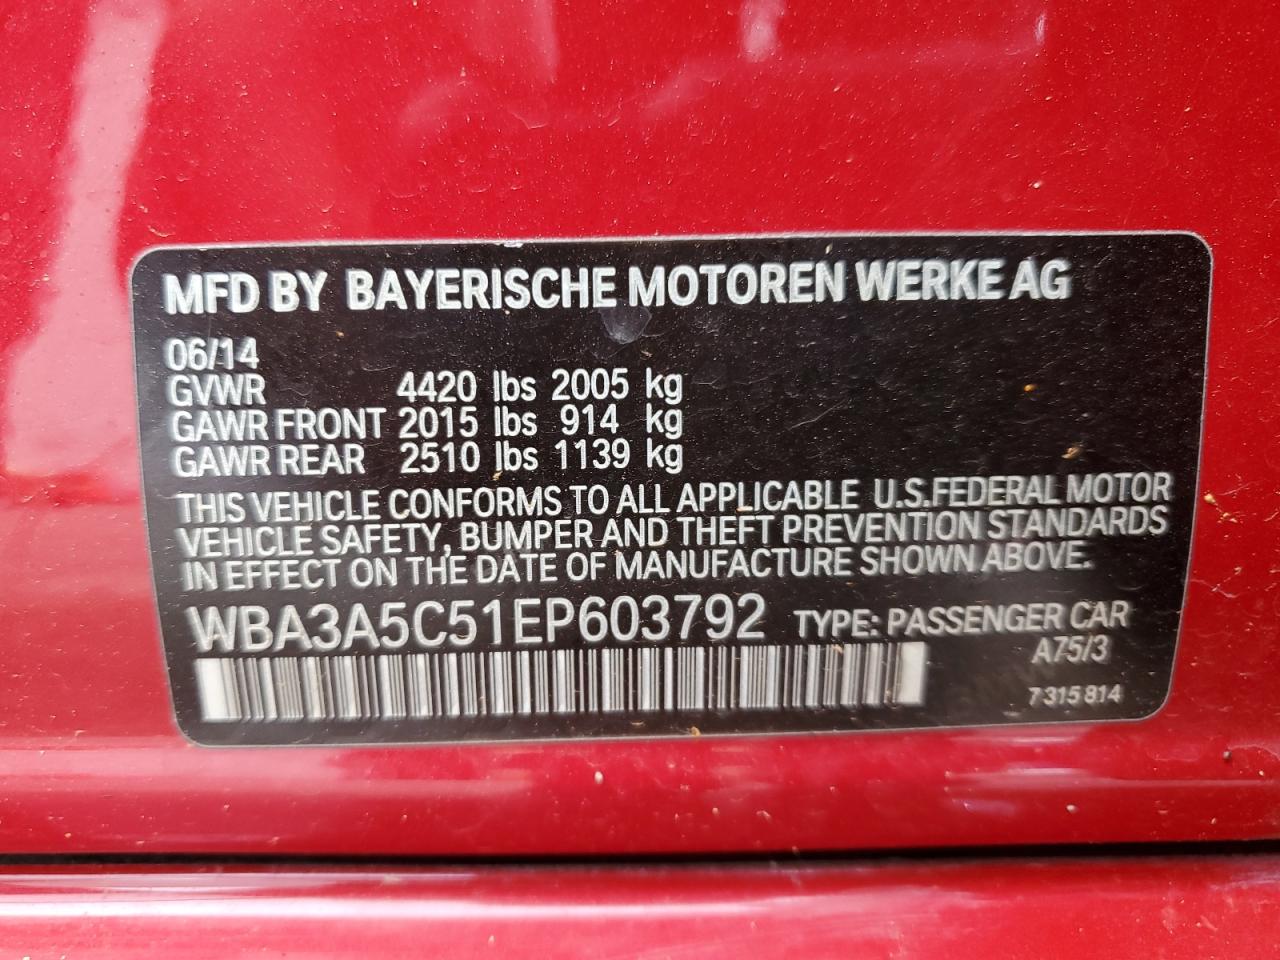 MFD BY BAYERISCHE MOTOREN WERKE AG
06/14
GVWR 4420 lbs 2005 kg
GAWR FRONT 2015 lbs 914 kg
GAWR REAR 2510 lbs 1139 kg
THIS VEHICLE CONFORMS TO ALL APPLICABLE U.S.FEDERAL MOTOR
VEHICLE SAFETY, BUMPER AND THEFT PREVENTION STANDARDS
IN EFFECT ON THE DATE OF MANUFACTURE SHOWN ABOVE.
WBA3A5C51EP603792 TYPE: PASSENGER CAR
A75/3
7 315 814